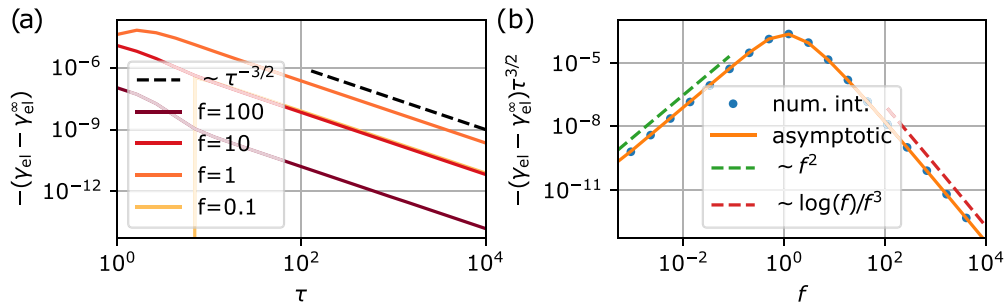 (a)
−(γel − γel∞)
10−6
10−9
10−12
∼ τ−3/2
f=100
f=10
f=1
f=0.1
100
102
104
τ
(b)
−(γel − γel∞)τ3/2
10−5
10−8
10−11
num. int.
asymptotic
∼ f2
∼ log(f)/f3
10−2
100
102
104
f